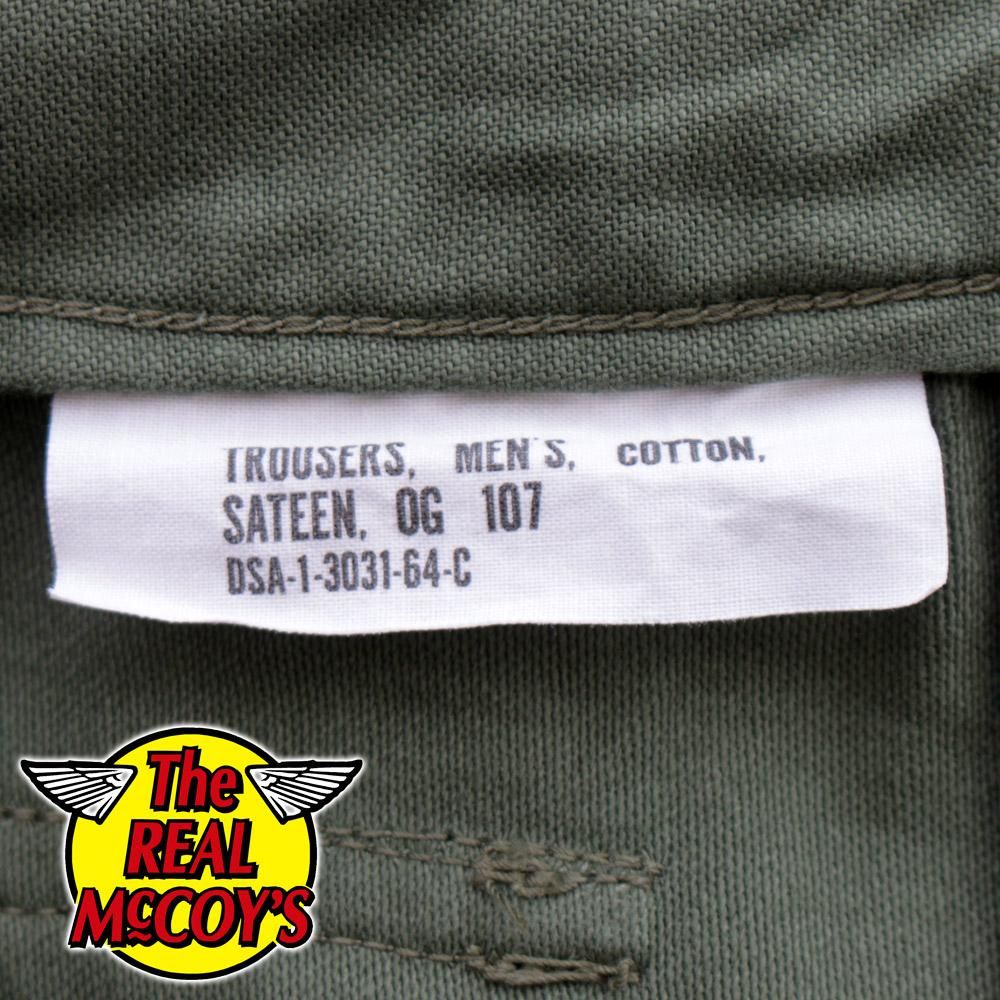 TROUSERS, MEN'S, COTTON,
SATEEN, OG 107
DSA-1-3031-64-C
The
REAL
McCOY'S